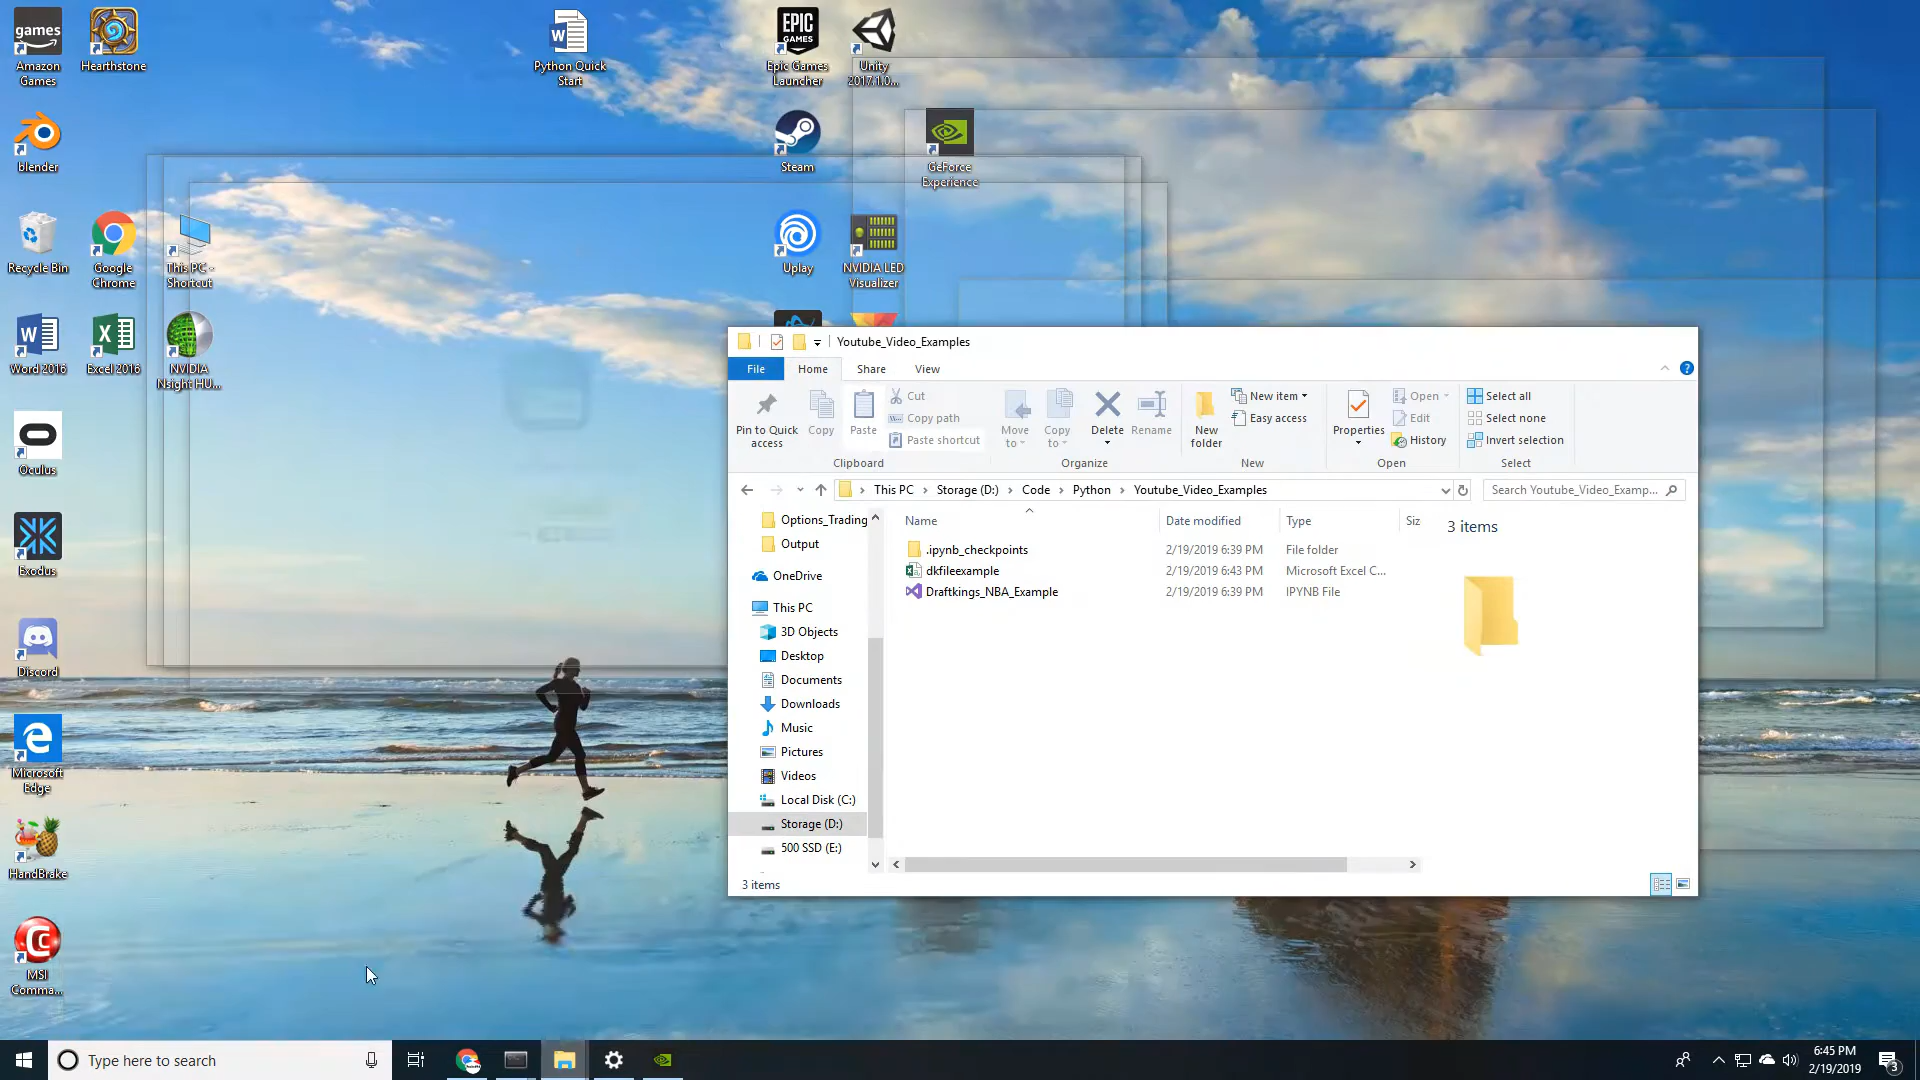 games
Amazon
Games
Hearthstone
Python Quick
Start
EPIC
GAMES
Epic Games
Launcher
Unity
2017.1.0...
blender
Steam
GeForce
Experience
Recycle Bin
Google
Chrome
This PC -
Shortcut
Uplay
NVIDIA LED
Visualizer
Word 2016
Excel 2016
NVIDIA
Nsight HU...
Oculus
Exodus
Discord
Microsoft
Edge
HandBrake
MSI
Comma...
Youtube_Video_Examples
File
Home
Share
View
Pin to Quick
access
Copy
Paste
Cut
Copy path
Paste shortcut
Clipboard
Move
to
Copy
to
Delete
Rename
Organize
New
folder
New item
Easy access
New
Properties
Open
Edit
History
Open
Select all
Select none
Invert selection
Select
This PC
Storage (D:)
Code
Python
Youtube_Video_Examples
Search Youtube_Video_Examp...
Options_Trading
Output
OneDrive
This PC
3D Objects
Desktop
Documents
Downloads
Music
Pictures
Videos
Local Disk (C:)
Storage (D:)
500 SSD (E:)
Name Date modified Type Siz
.ipynb_checkpoints 2/19/2019 6:39 PM File folder
dkfileexample 2/19/2019 6:43 PM Microsoft Excel C...
Draftkings_NBA_Example 2/19/2019 6:39 PM IPYNB File
3 items
3 items
Type here to search
6:45 PM
2/19/2019
3